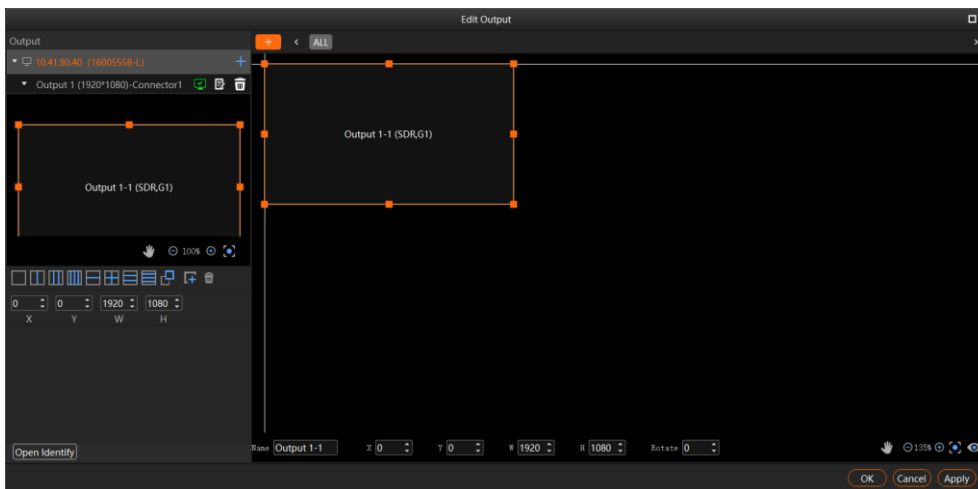 Edit Output
Output
+ < ALL >
10.41.90.40 (16005558-L) +
Output 1 (1920*1080)-Connector1
Output 1-1 (SDR,G1)
Output 1-1 (SDR,G1)
100%
0 0 1920 1080
X Y W H
Open Identify
Name Output 1-1 X 0 Y 0 W 1920 H 1080 Rotate 0 135%
OK Cancel Apply